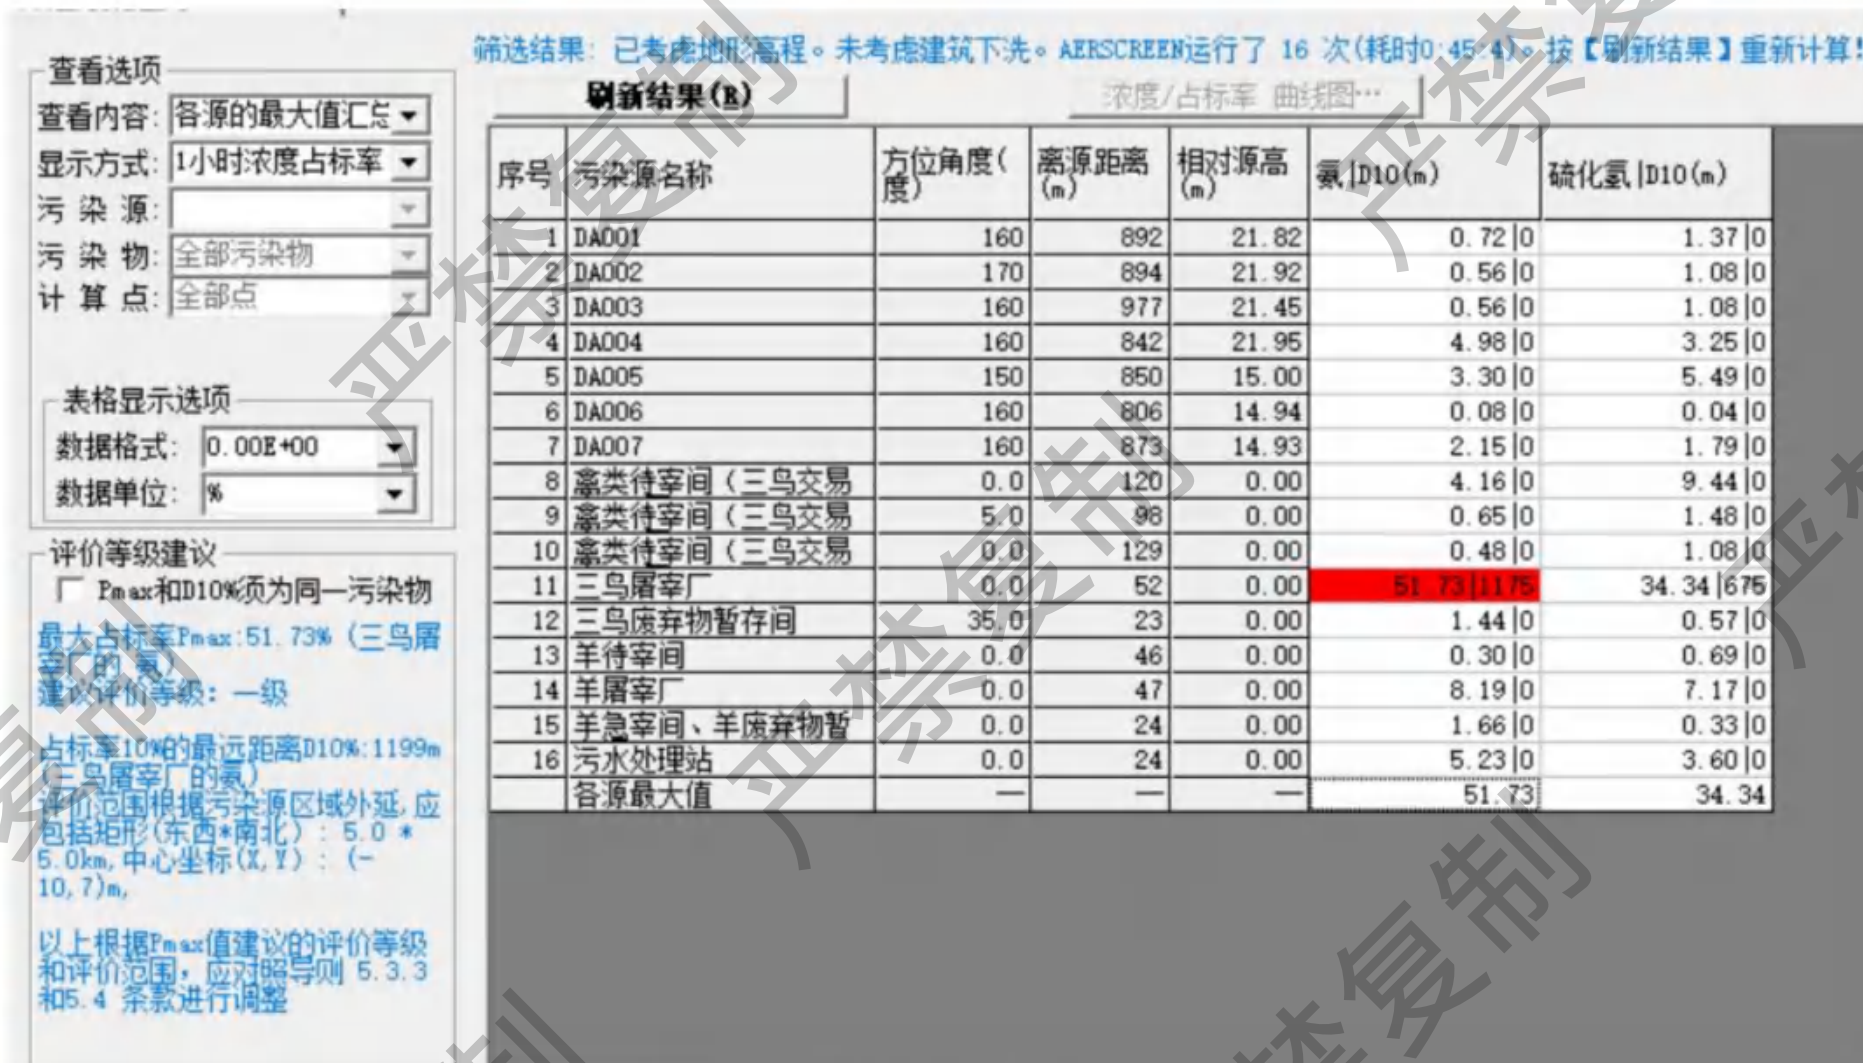 筛选结果: 已考虑地形高程。未考虑建筑下洗。AERSCREEN运行了 16 次(耗时0:45:4)。按【刷新结果】重新计算!
查看选项
查看内容: 各源的最大值汇总
显示方式: 1小时浓度占标率
污 染 源:
污 染 物: 全部污染物
计 算 点: 全部点
表格显示选项
数据格式: 0.00E+00
数据单位: %
评价等级建议
Pmax和D10%须为同一污染物
最大占标率Pmax:51.73% (三鸟屠
宰厂的 氨)
建议评价等级: 一级
占标率10%的最远距离D10%:1199m
(三鸟屠宰厂的氨)
评价范围根据污染源区域外延,应
包括矩形(东西*南北): 5.0 *
5.0km,中心坐标(X,Y): (-
10,7)m,
以上根据Pmax值建议的评价等级
和评价范围, 应对照导则 5.3.3
和5.4 条款进行调整
刷新结果(R) 浓度/占标率 曲线图…
序号 污染源名称 方位角度(度) 离源距离(m) 相对源高(m) 氨|D10(m) 硫化氢|D10(m)
1 DA001 160 892 21.82 0.72|0 1.37|0
2 DA002 170 894 21.92 0.56|0 1.08|0
3 DA003 160 977 21.45 0.56|0 1.08|0
4 DA004 160 842 21.95 4.98|0 3.25|0
5 DA005 150 850 15.00 3.30|0 5.49|0
6 DA006 160 806 14.94 0.08|0 0.04|0
7 DA007 160 873 14.93 2.15|0 1.79|0
8 禽类待宰间(三鸟交易 0.0 120 0.00 4.16|0 9.44|0
9 禽类待宰间(三鸟交易 5.0 98 0.00 0.65|0 1.48|0
10 禽类待宰间(三鸟交易 0.0 129 0.00 0.48|0 1.08|0
11 三鸟屠宰厂 0.0 52 0.00 51.73|1175 34.34|675
12 三鸟废弃物暂存间 35.0 23 0.00 1.44|0 0.57|0
13 羊待宰间 0.0 46 0.00 0.30|0 0.69|0
14 羊屠宰厂 0.0 47 0.00 8.19|0 7.17|0
15 羊急宰间、羊废弃物暂 0.0 24 0.00 1.66|0 0.33|0
16 污水处理站 0.0 24 0.00 5.23|0 3.60|0
各源最大值 — — — 51.73 34.34
严禁复制
严禁复制
严禁复制